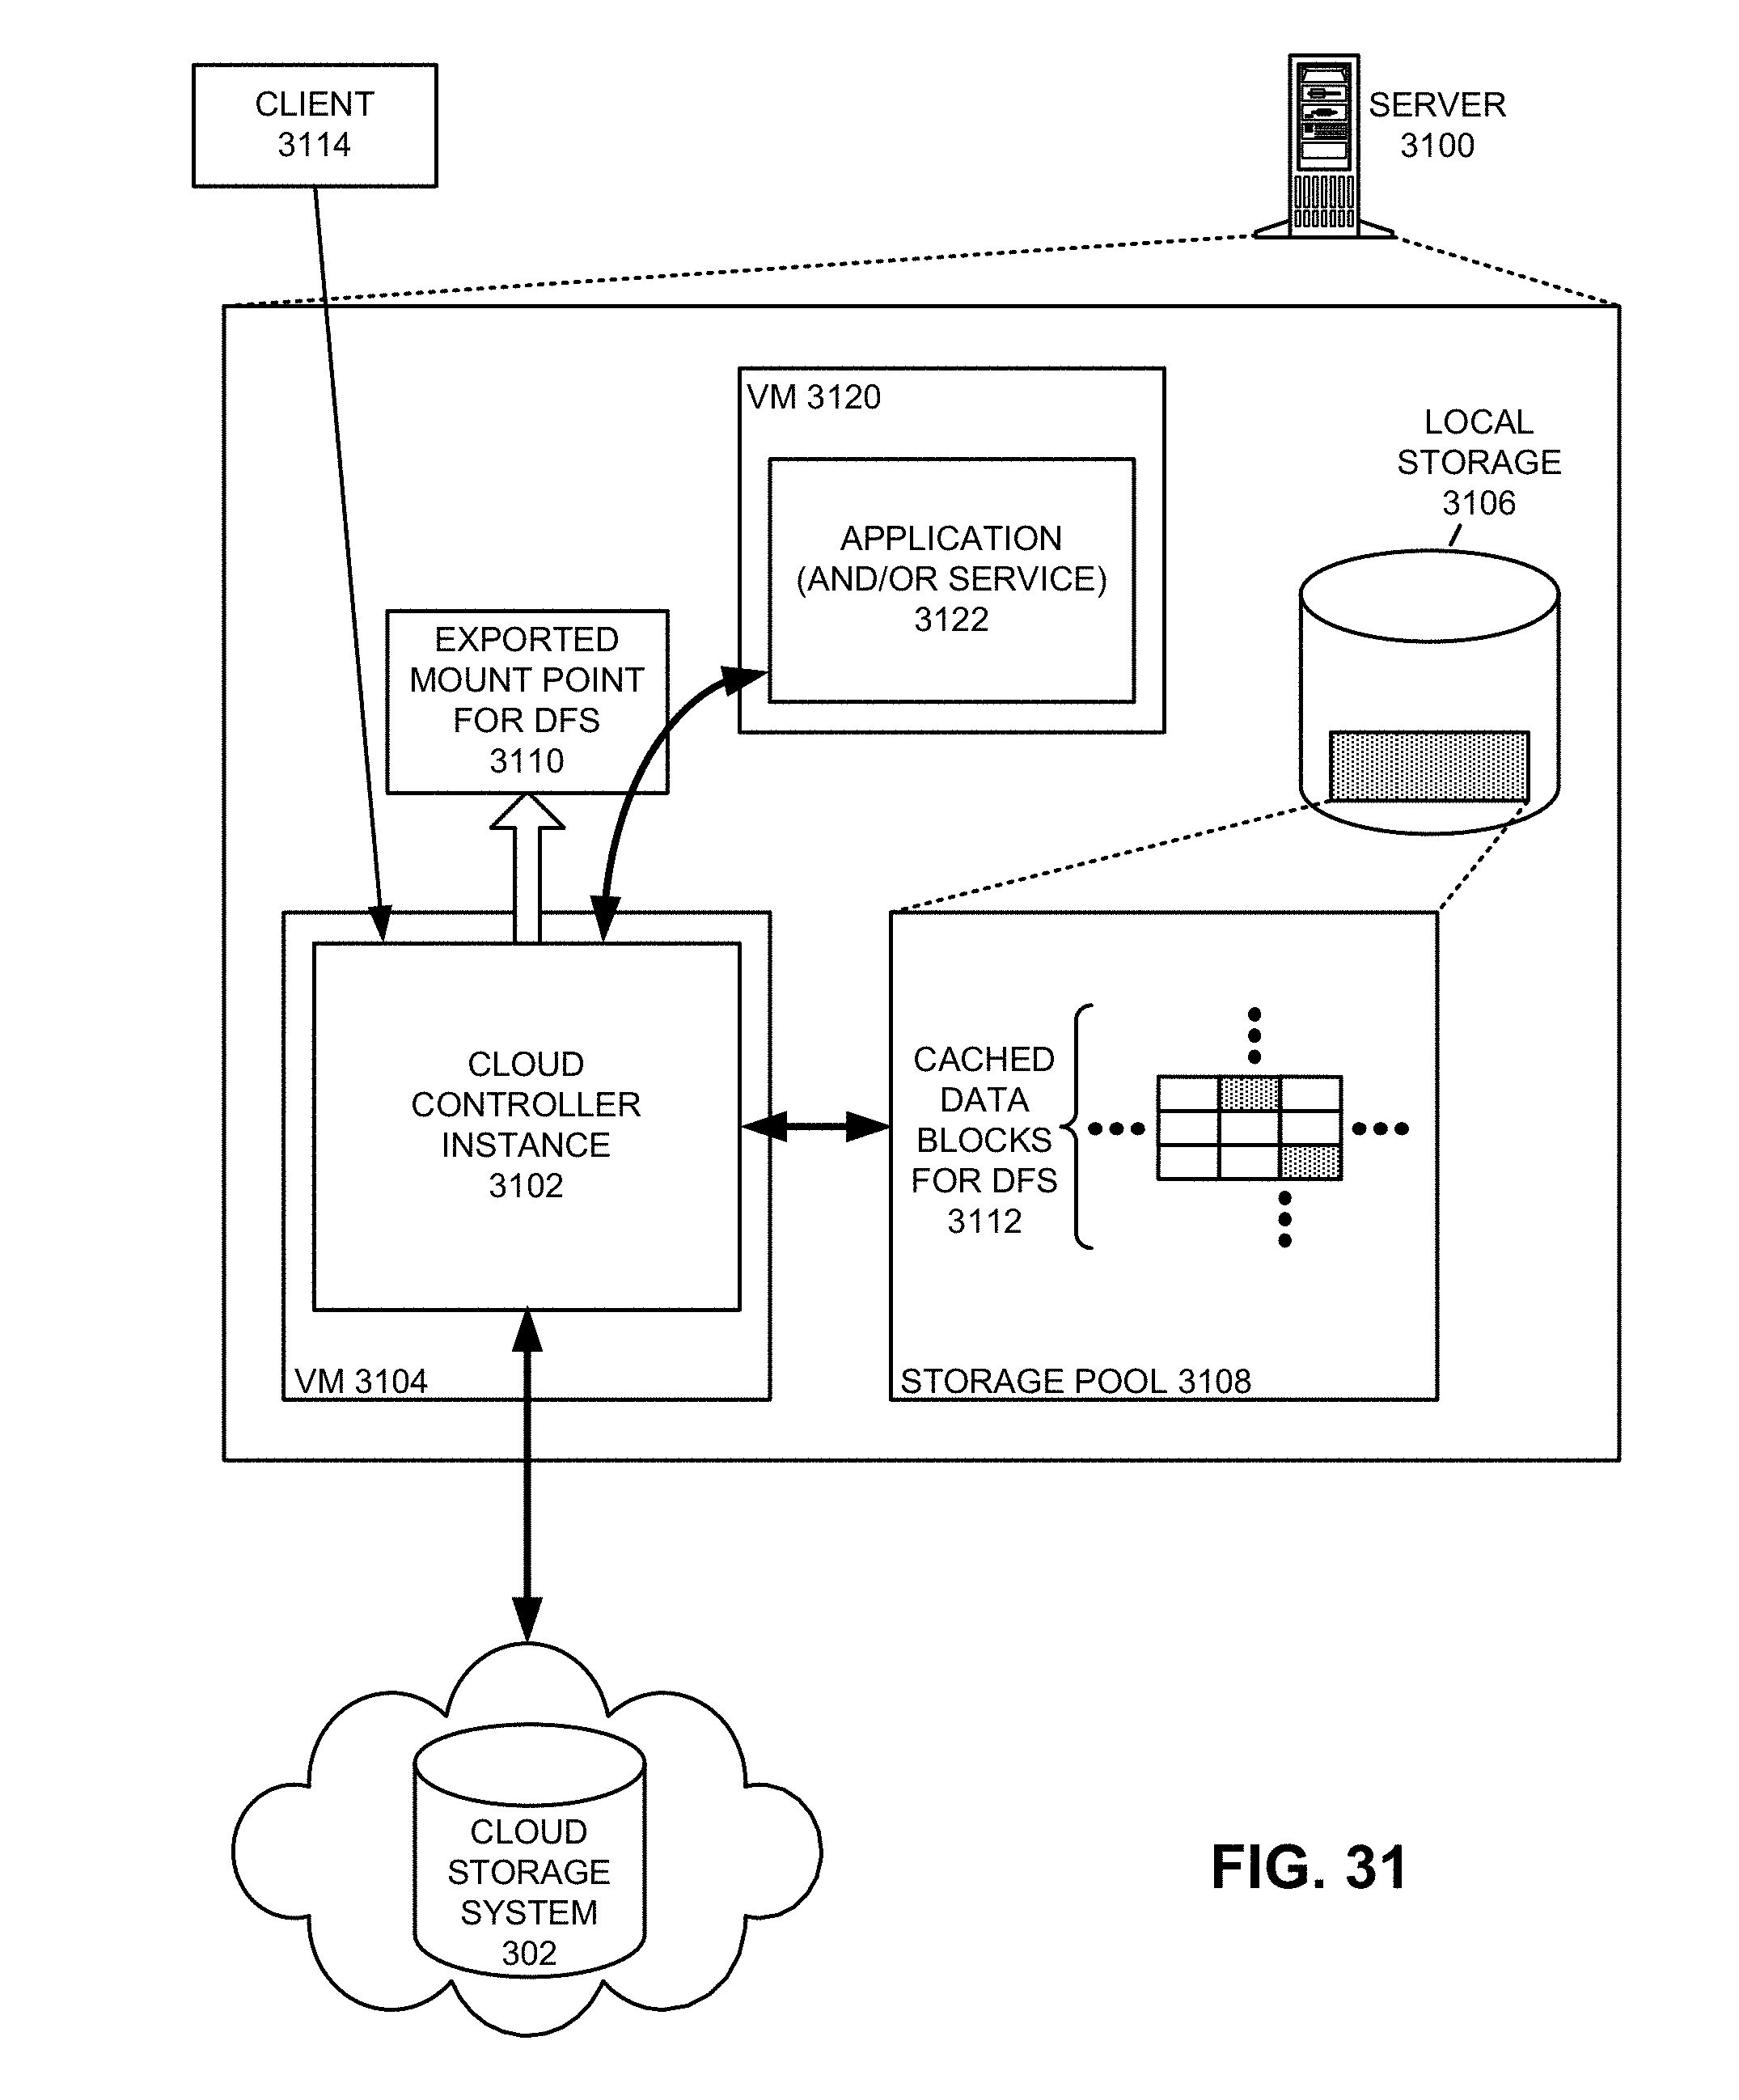 CLIENT
3114
SERVER
3100
VM 3120
LOCAL
STORAGE
3106
APPLICATION
(AND/OR SERVICE)
3122
EXPORTED
MOUNT POINT
FOR DFS
3110
CLOUD
CONTROLLER
INSTANCE
3102
VM 3104
CACHED
DATA
BLOCKS
FOR DFS
3112
STORAGE POOL 3108
CLOUD
STORAGE
SYSTEM
302
FIG. 31